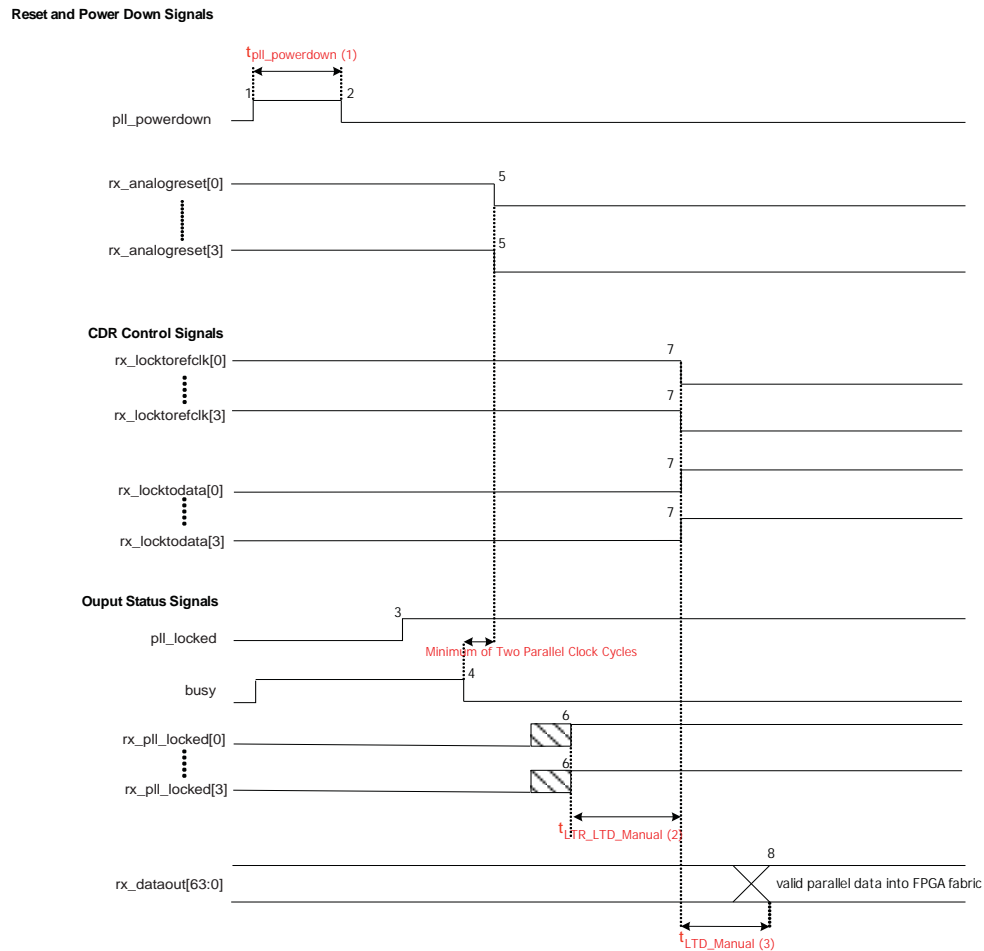 Reset and Power Down Signals
tpll_powerdown (1)
1
2
pll_powerdown
5
rx_analogreset[0]
5
rx_analogreset[3]
CDR Control Signals
7
rx_locktorefclk[0]
7
rx_locktorefclk[3]
7
rx_locktodata[0]
7
rx_locktodata[3]
Ouput Status Signals
3
pll_locked
Minimum of Two Parallel Clock Cycles
4
busy
6
rx_pll_locked[0]
6
rx_pll_locked[3]
tLTR_LTD_Manual (2)
8
rx_dataout[63:0]
valid parallel data into FPGA fabric
tLTD_Manual (3)